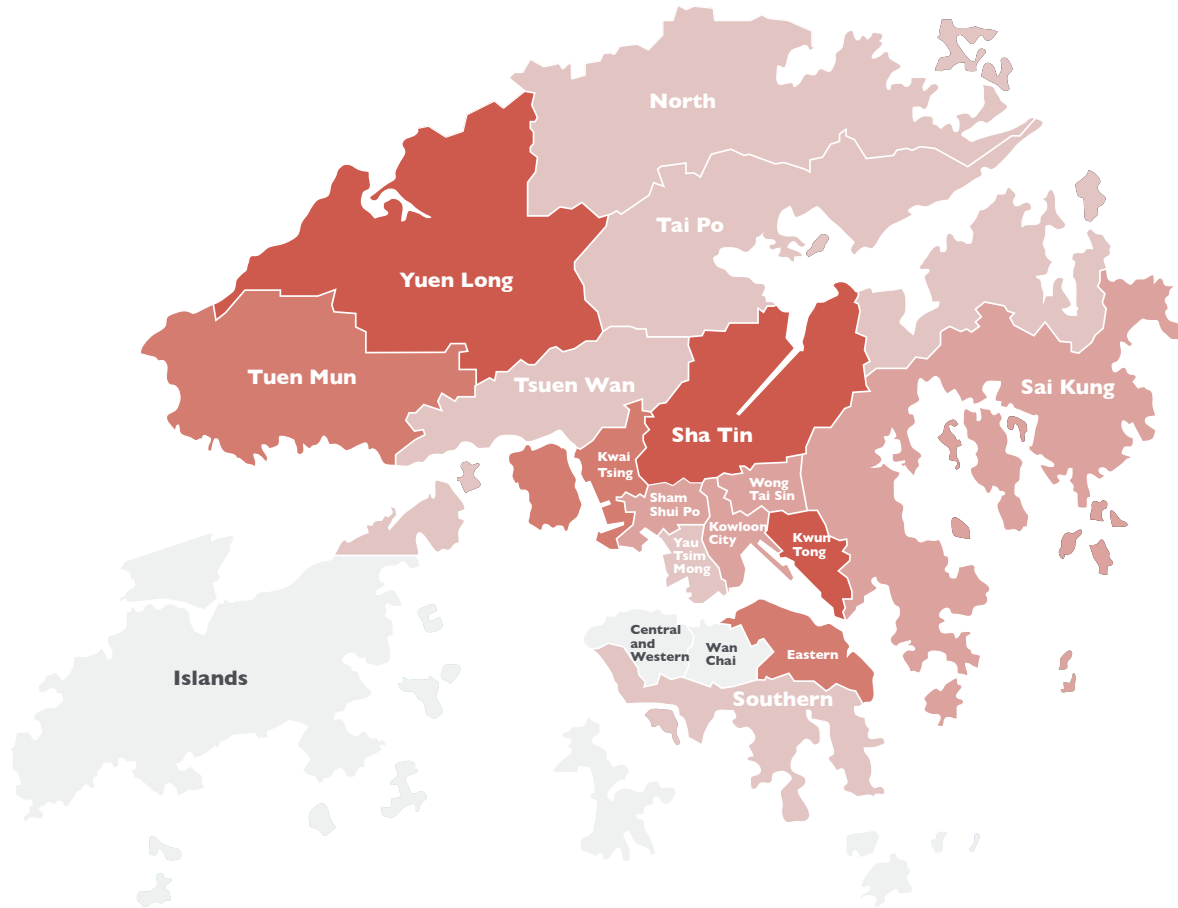 North
Tai Po
Yuen Long
Tuen Mun
Tsuen Wan
Sai Kung
Sha Tin
Kwai
Tsing
Wong
Tai Sin
Sham
Shui Po
Kowloon
City
Kwun
Tong
Yau
Tsim
Mong
Central
and
Western
Wan
Chai
Eastern
Islands
Southern